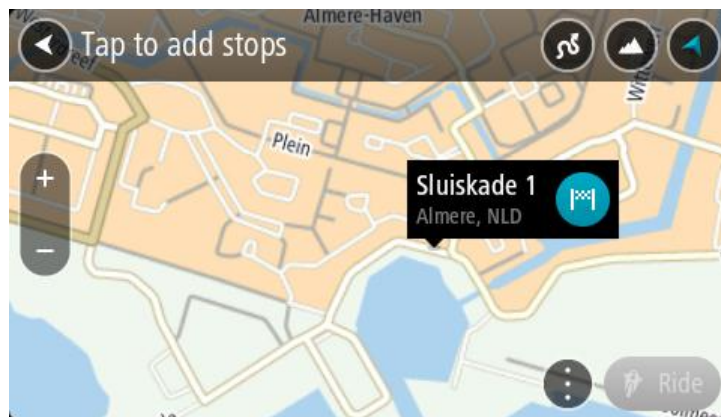 Almere-Haven
Tap to add stops
Plein
+
Sluiskade 1
Almere, NLD
−
Ride